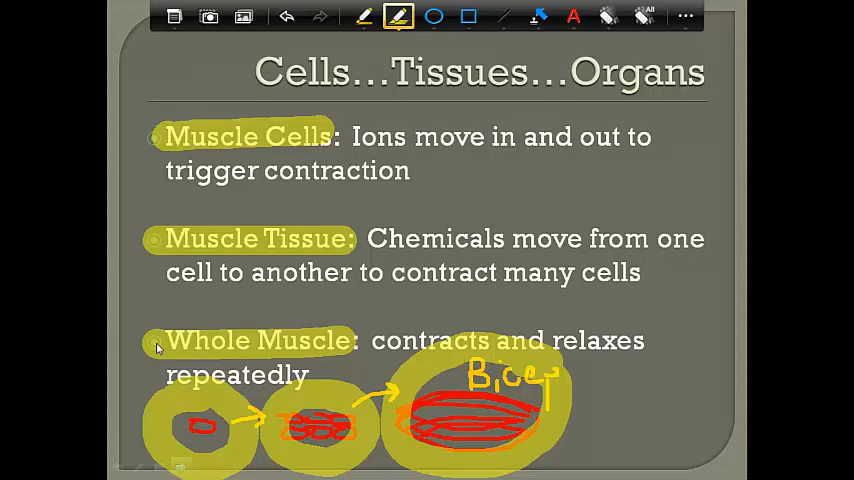 Cells...Tissues...Organs
Muscle Cells: Ions move in and out to
trigger contraction
Muscle Tissue: Chemicals move from one
cell to another to contract many cells
Whole Muscle: contracts and relaxes
repeatedly
Bicep